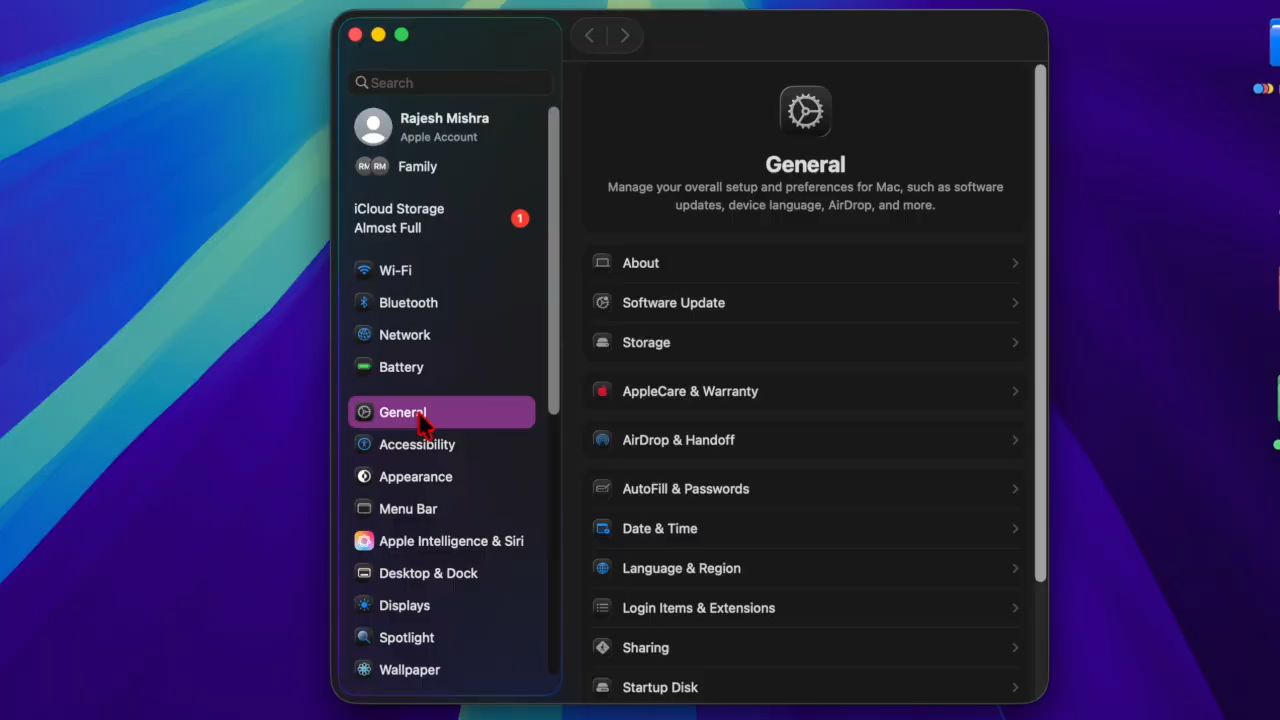 Search
Rajesh Mishra
Apple Account
RM RM Family
iCloud Storage
Almost Full
1
Wi-Fi
Bluetooth
Network
Battery
General
Accessibility
Appearance
Menu Bar
Apple Intelligence & Siri
Desktop & Dock
Displays
Spotlight
Wallpaper
General
Manage your overall setup and preferences for Mac, such as software
updates, device language, AirDrop, and more.
About
Software Update
Storage
AppleCare & Warranty
AirDrop & Handoff
AutoFill & Passwords
Date & Time
Language & Region
Login Items & Extensions
Sharing
Startup Disk